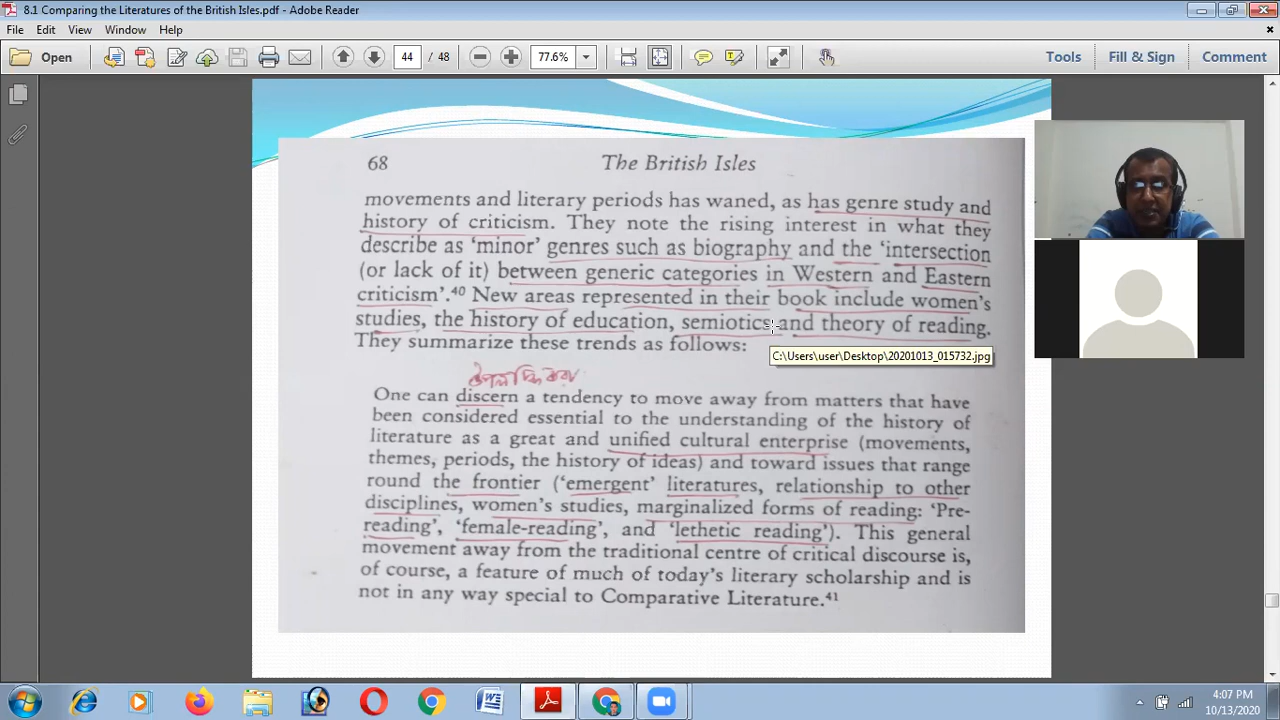 8.1 Comparing the Literatures of the British Isles.pdf - Adobe Reader
File Edit View Window Help
Open 44 / 48 77.6% Tools Fill & Sign Comment
68 The British Isles
movements and literary periods has waned, as has genre study and
history of criticism. They note the rising interest in what they
describe as 'minor' genres such as biography and the 'intersection
(or lack of it) between generic categories in Western and Eastern
criticism'.40 New areas represented in their book include women's
studies, the history of education, semiotics and theory of reading.
They summarize these trends as follows:
C:\Users\user\Desktop\20201013_015732.jpg
উপলব্ধি করা
One can discern a tendency to move away from matters that have
been considered essential to the understanding of the history of
literature as a great and unified cultural enterprise (movements,
themes, periods, the history of ideas) and toward issues that range
round the frontier ('emergent' literatures, relationship to other
disciplines, women's studies, marginalized forms of reading: 'Pre-
reading', 'female-reading', and 'lethetic reading'). This general
movement away from the traditional centre of critical discourse is,
of course, a feature of much of today's literary scholarship and is
not in any way special to Comparative Literature.41
4:07 PM
10/13/2020